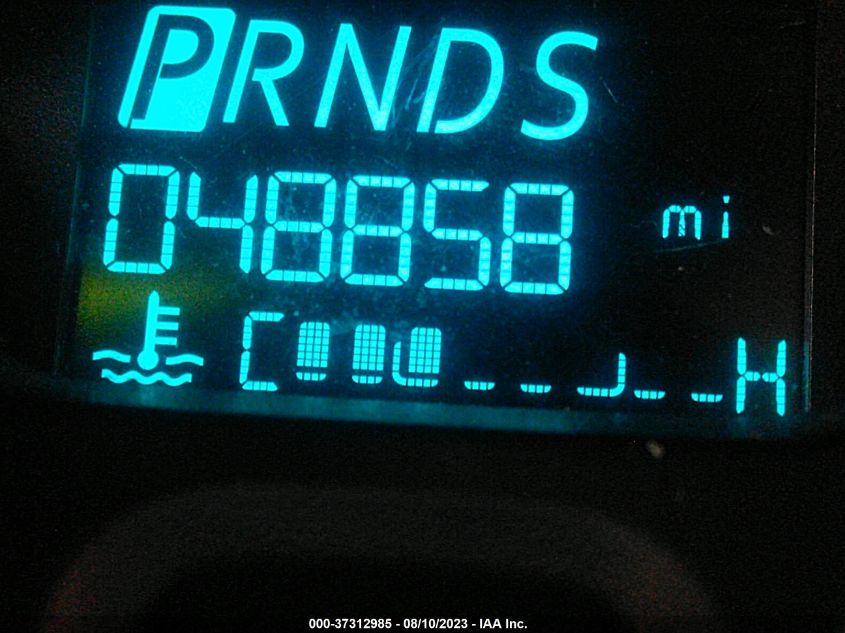 PRNDS
048858 mi
C H
000-37312985 - 08/10/2023 - IAA Inc.